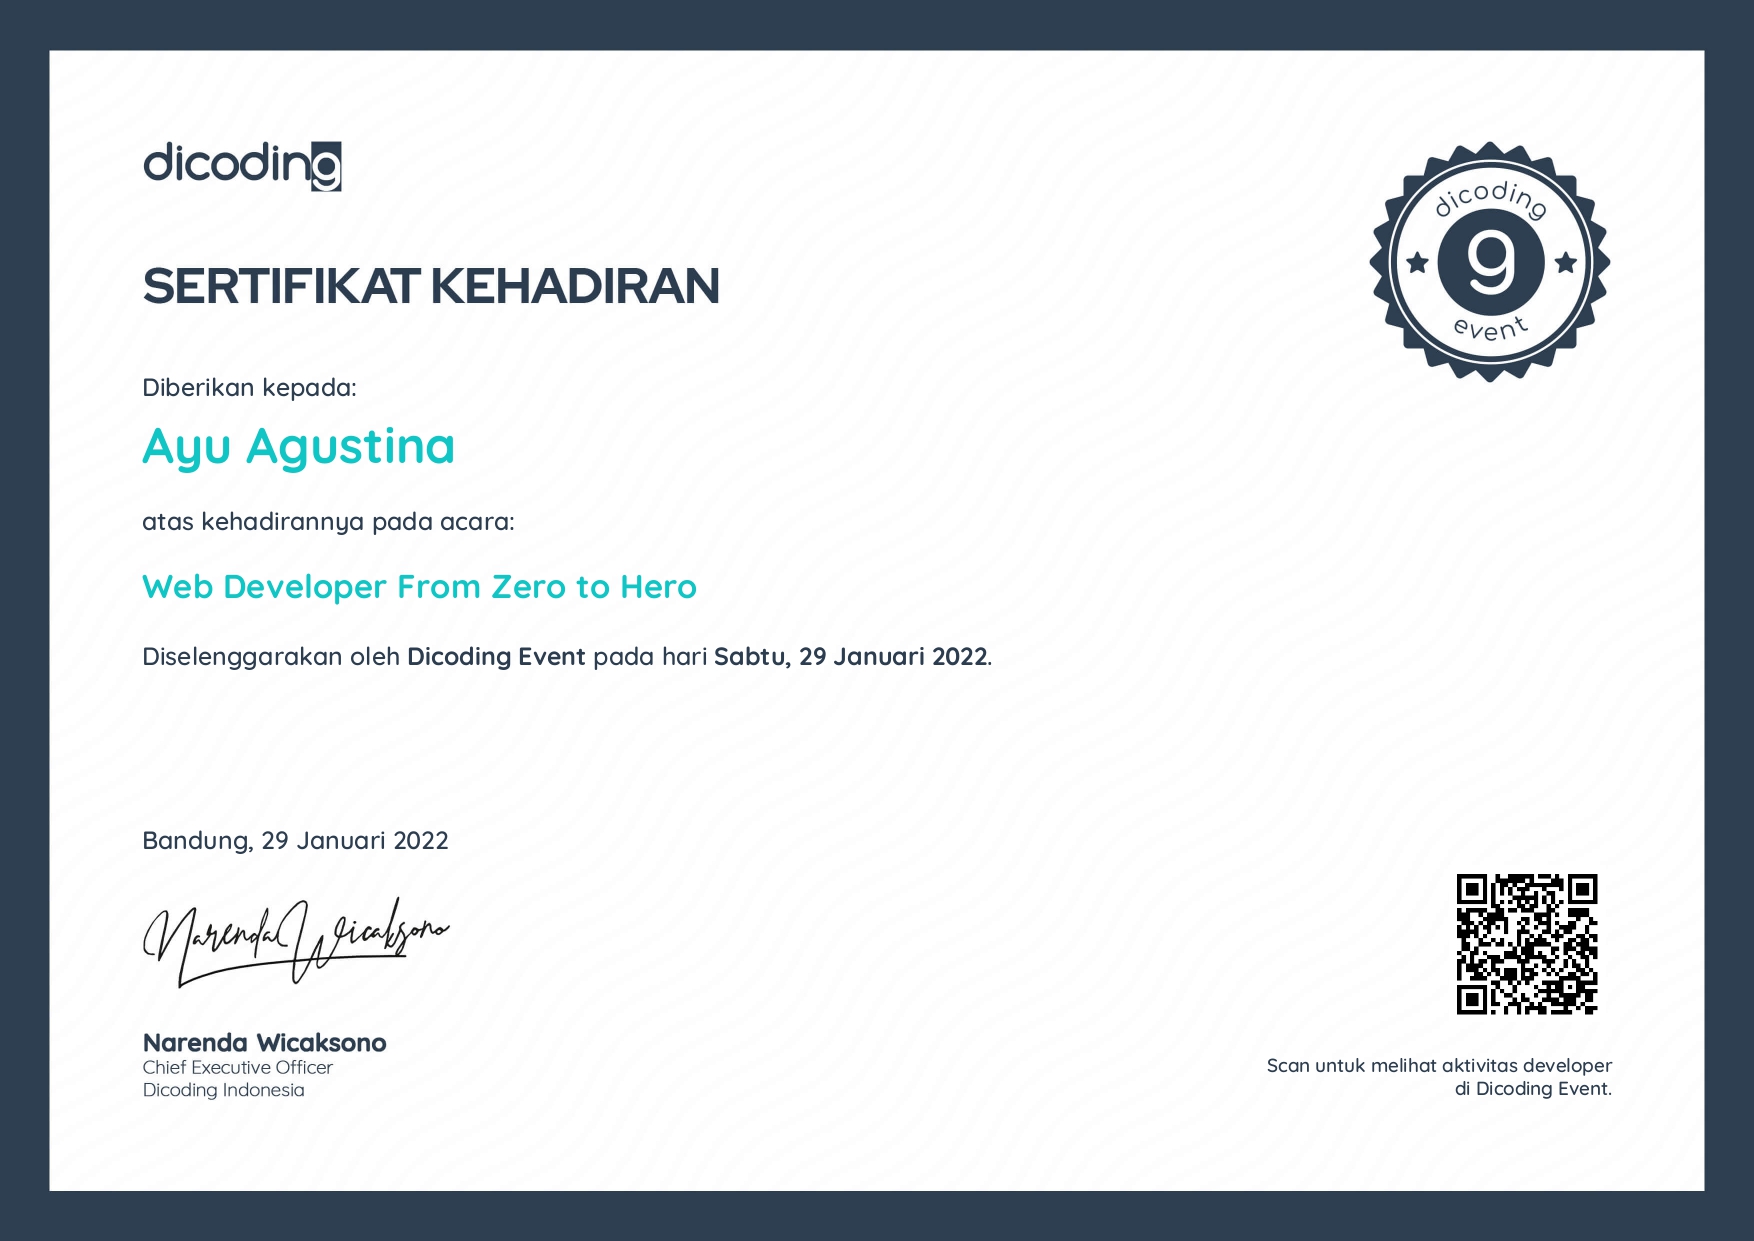 dicoding
SERTIFIKAT KEHADIRAN
dicoding
g
event
Diberikan kepada:
Ayu Agustina
atas kehadirannya pada acara:
Web Developer From Zero to Hero
Diselenggarakan oleh Dicoding Event pada hari Sabtu, 29 Januari 2022.
Bandung, 29 Januari 2022
Narenda Wicaksono
Narenda Wicaksono
Chief Executive Officer
Dicoding Indonesia
Scan untuk melihat aktivitas developer
di Dicoding Event.